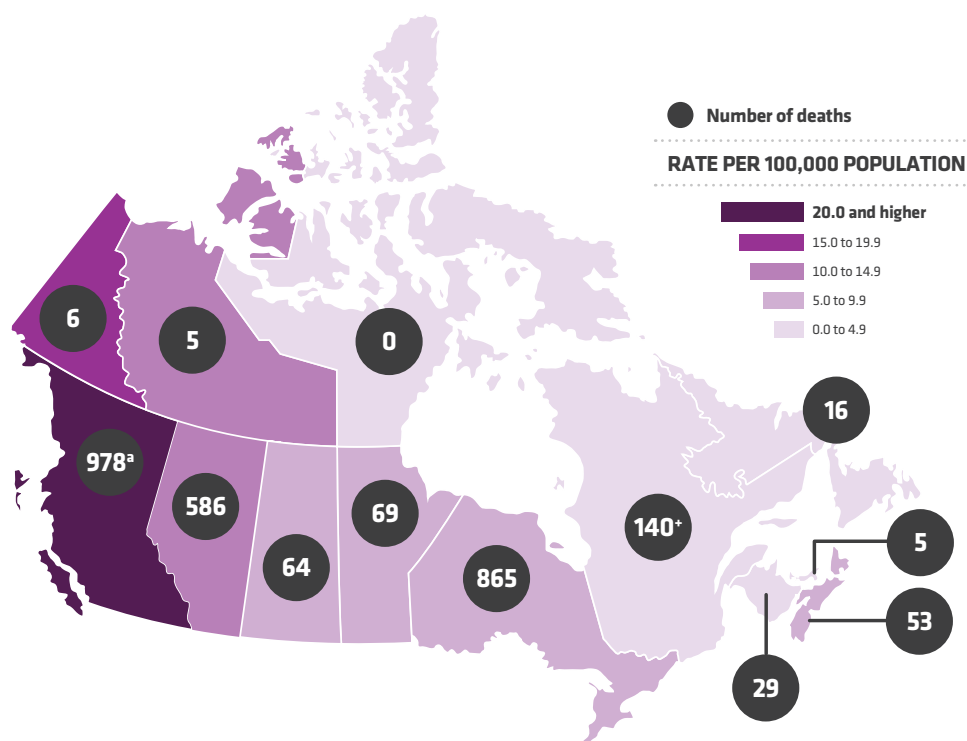 Number of deaths
RATE PER 100,000 POPULATION
20.0 and higher
15.0 to 19.9
10.0 to 14.9
5.0 to 9.9
0.0 to 4.9
6
5
0
16
978ª
586
69
140⁺
64
865
5
53
29